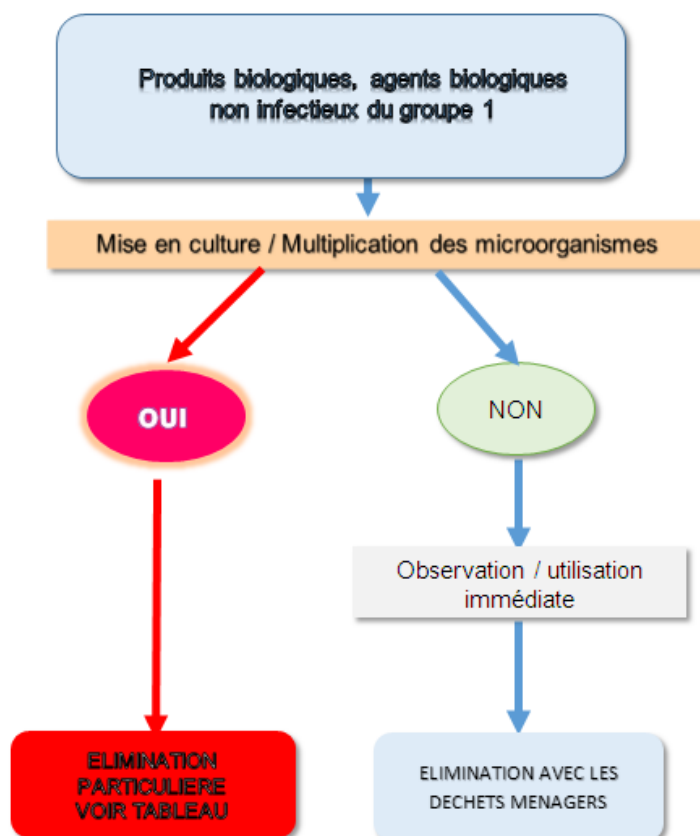 Produits biologiques, agents biologiques
non infectieux du groupe 1
Mise en culture / Multiplication des microorganismes
OUI
NON
Observation / utilisation
immédiate
ELIMINATION
PARTICULIERE
VOIR TABLEAU
ELIMINATION AVEC LES
DECHETS MENAGERS